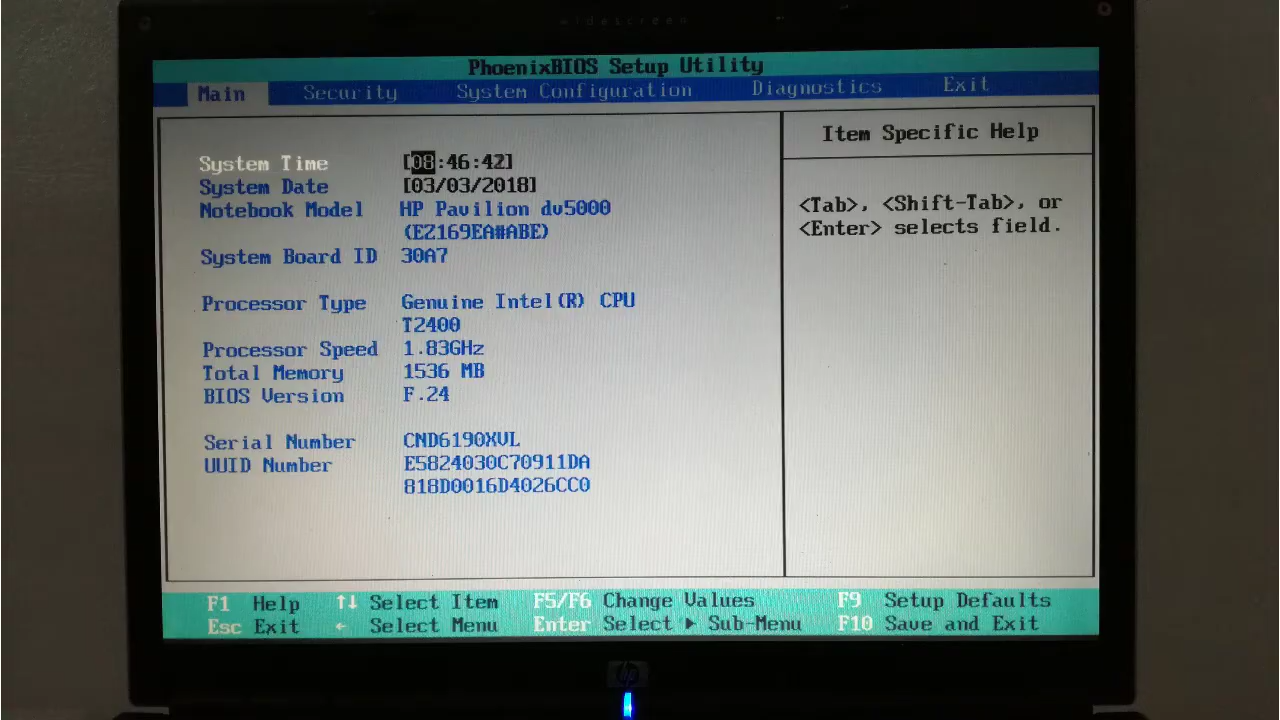 widescreen
PhoenixBIOS Setup Utility
Main Security System Configuration Diagnostics Exit
Item Specific Help
System Time [08:46:42]
System Date [03/03/2018]
Notebook Model HP Pavilion dv5000
(EZ169EA#ABE)
System Board ID 30A7
<Tab>, <Shift-Tab>, or
<Enter> selects field.
Processor Type Genuine Intel(R) CPU
T2400
Processor Speed 1.83GHz
Total Memory 1536 MB
BIOS Version F.24
Serial Number CND6190XVL
UUID Number E5824030C70911DA
818D0016D4026CC0
F1 Help ↑↓ Select Item F5/F6 Change Values F9 Setup Defaults
Esc Exit ← Select Menu Enter Select ▶ Sub-Menu F10 Save and Exit
hp